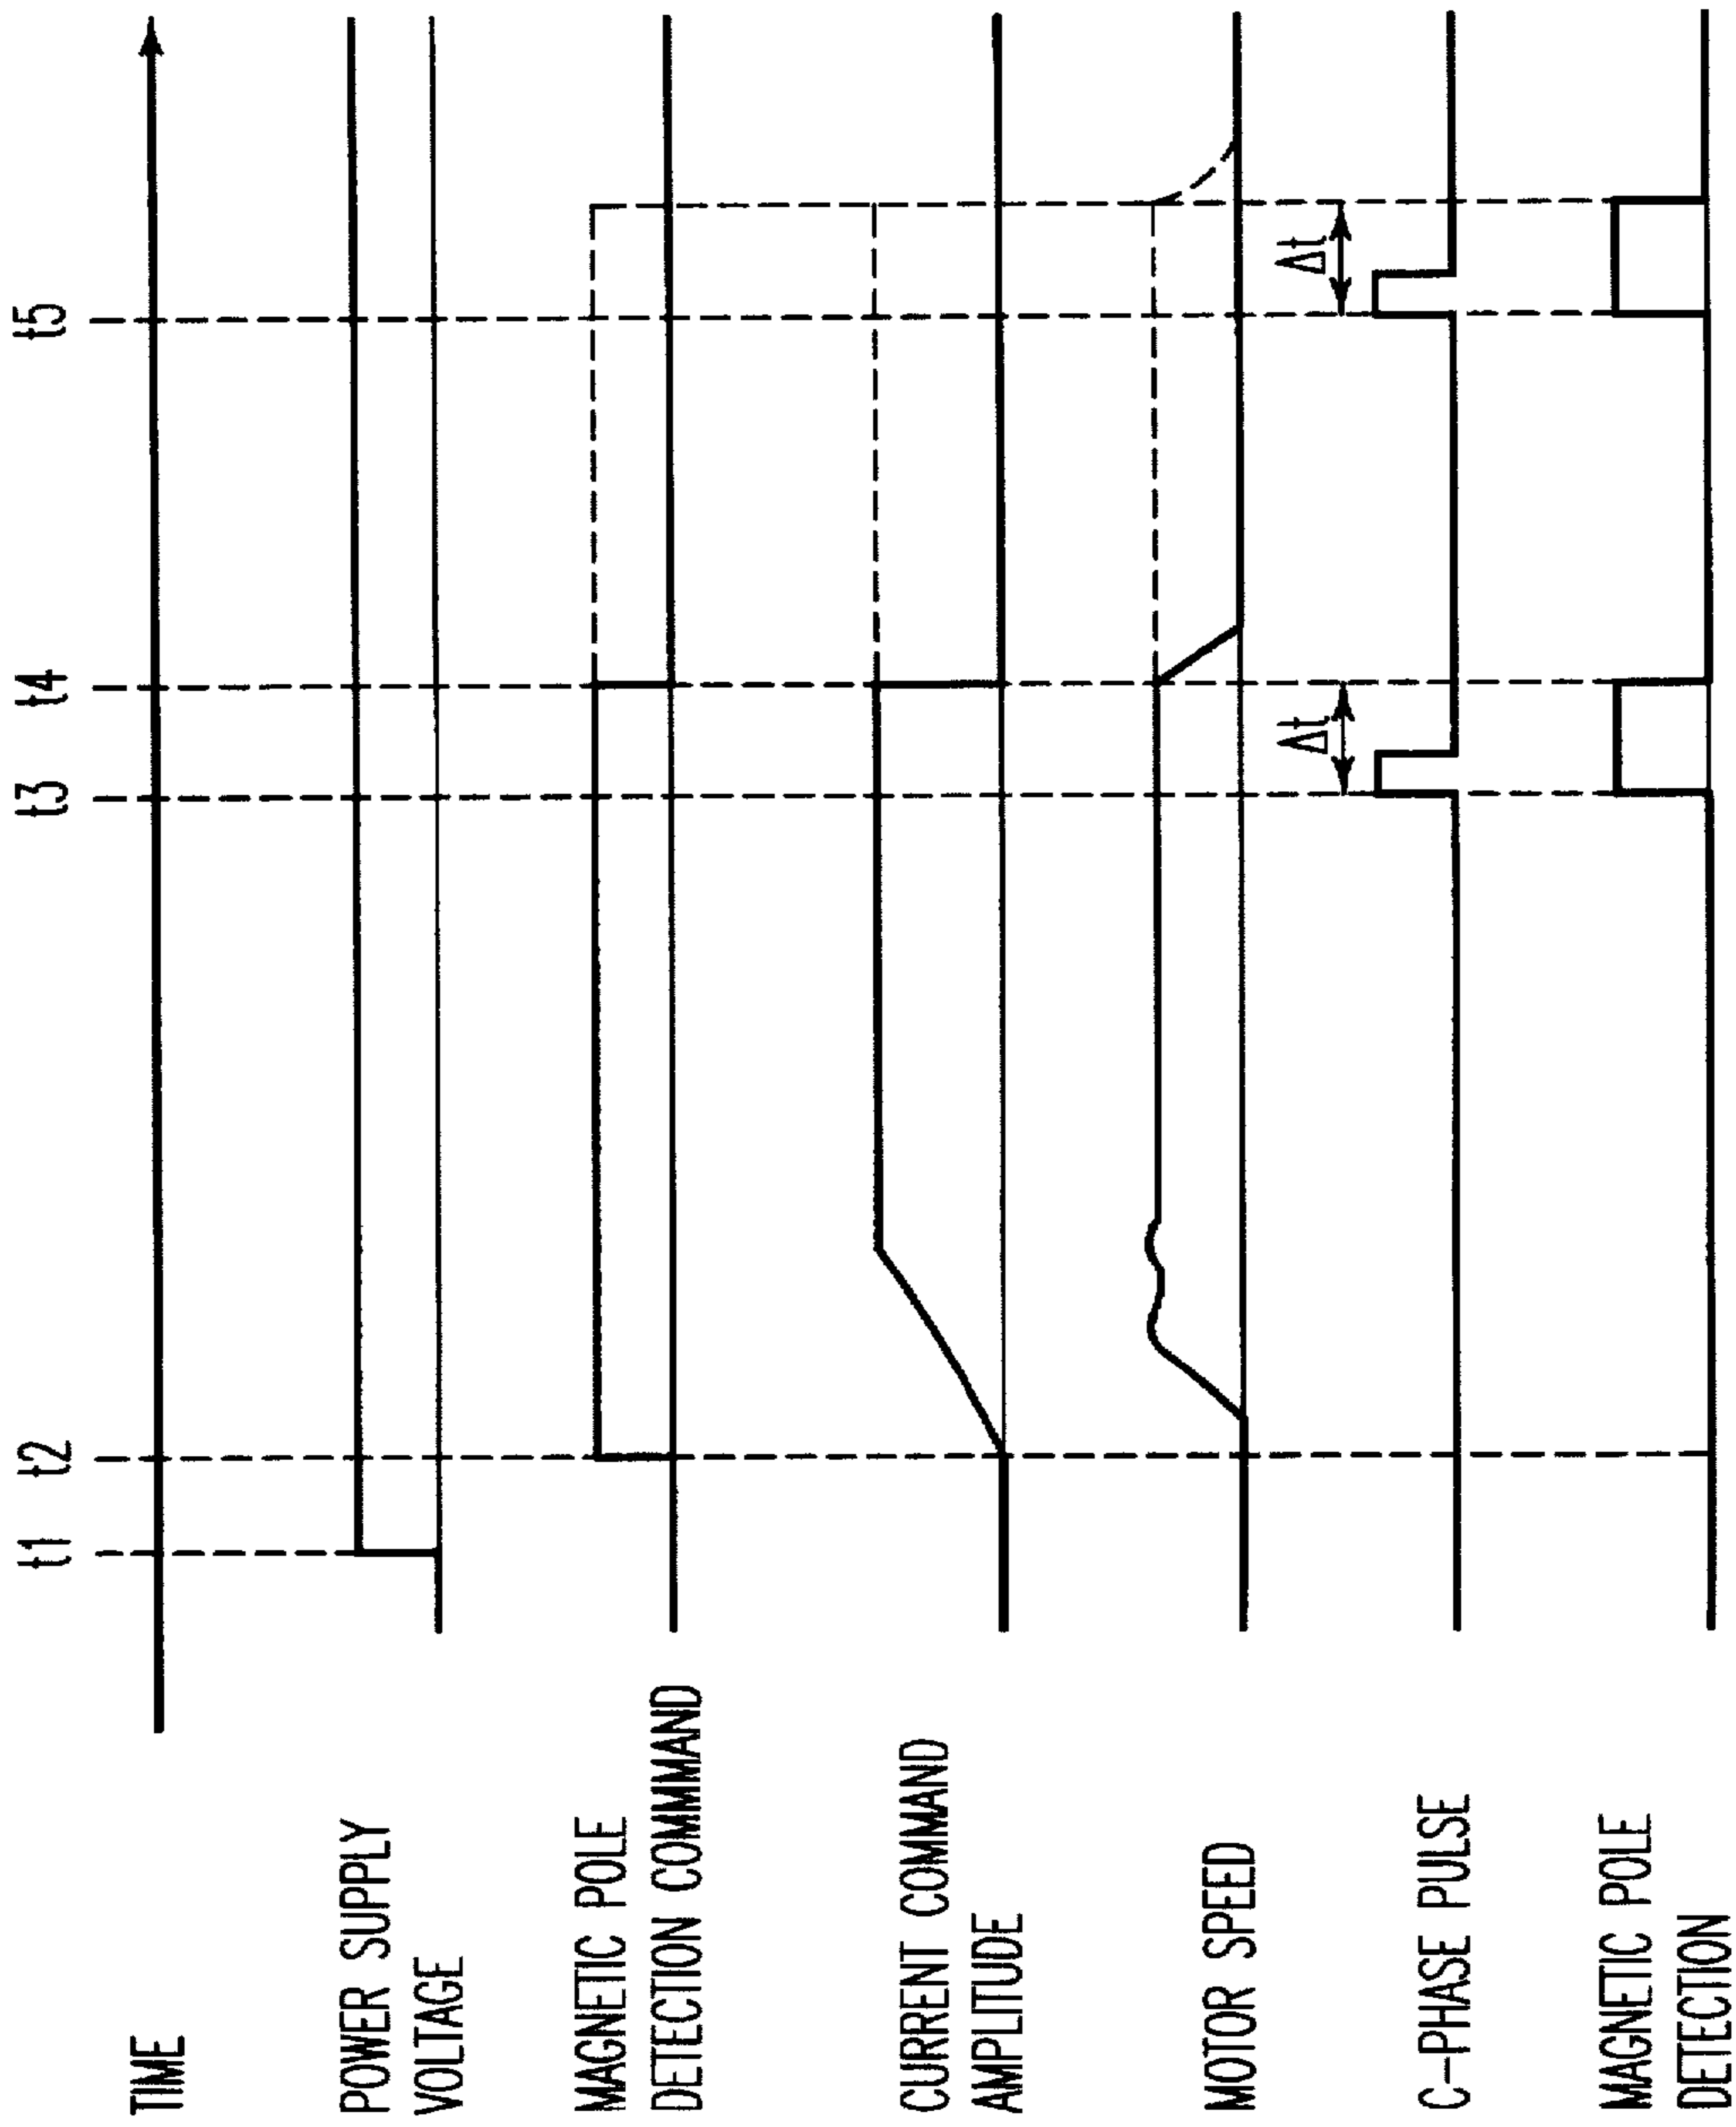 t1 t2 t3 t4 t5
TIME
POWER SUPPLY
VOLTAGE
MAGNETIC POLE
DETECTION COMMMAND
CURRENT COMMAND
AMPLITUDE
MOTOR SPEED
Δt Δt
C-PHASE PULSE
MAGNETIC POLE
DETECTION